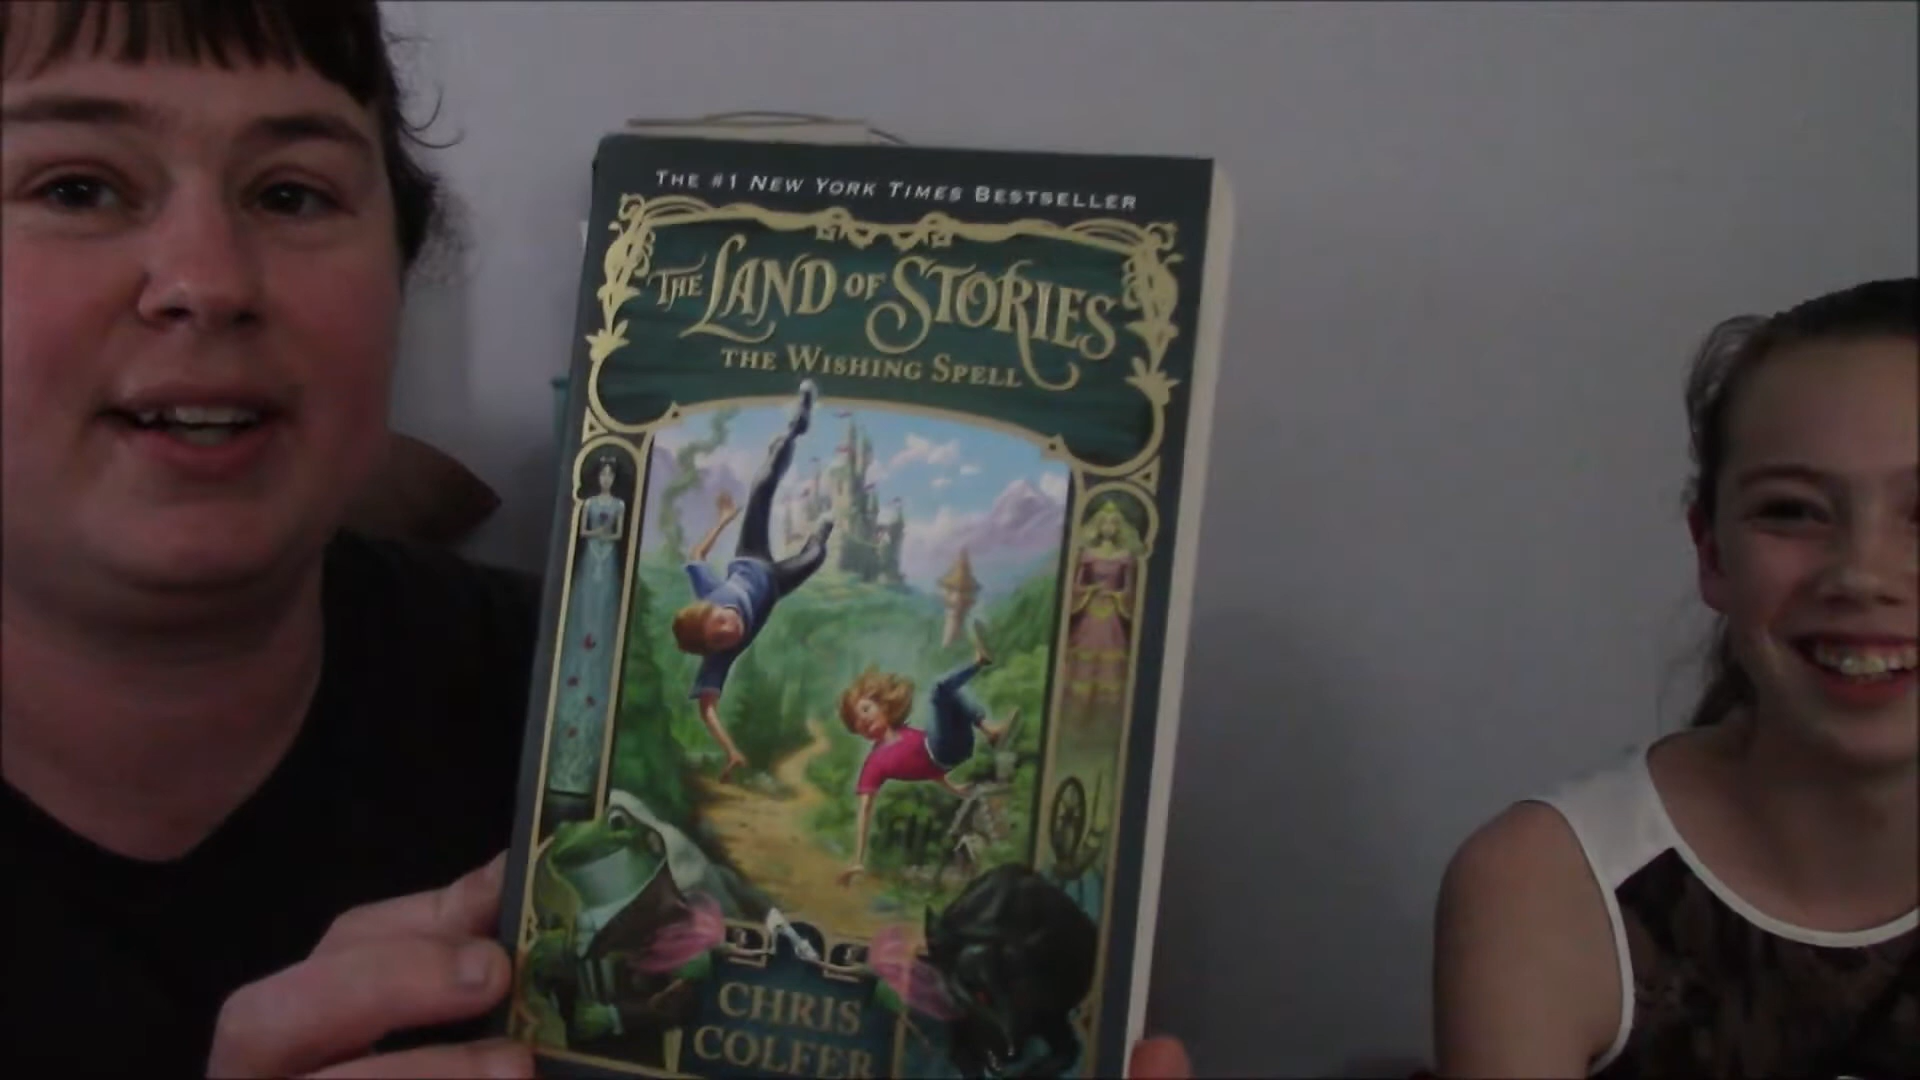 THE #1 NEW YORK TIMES BESTSELLER
THE LAND OF STORIES
THE WISHING SPELL
CHRIS
COLFER